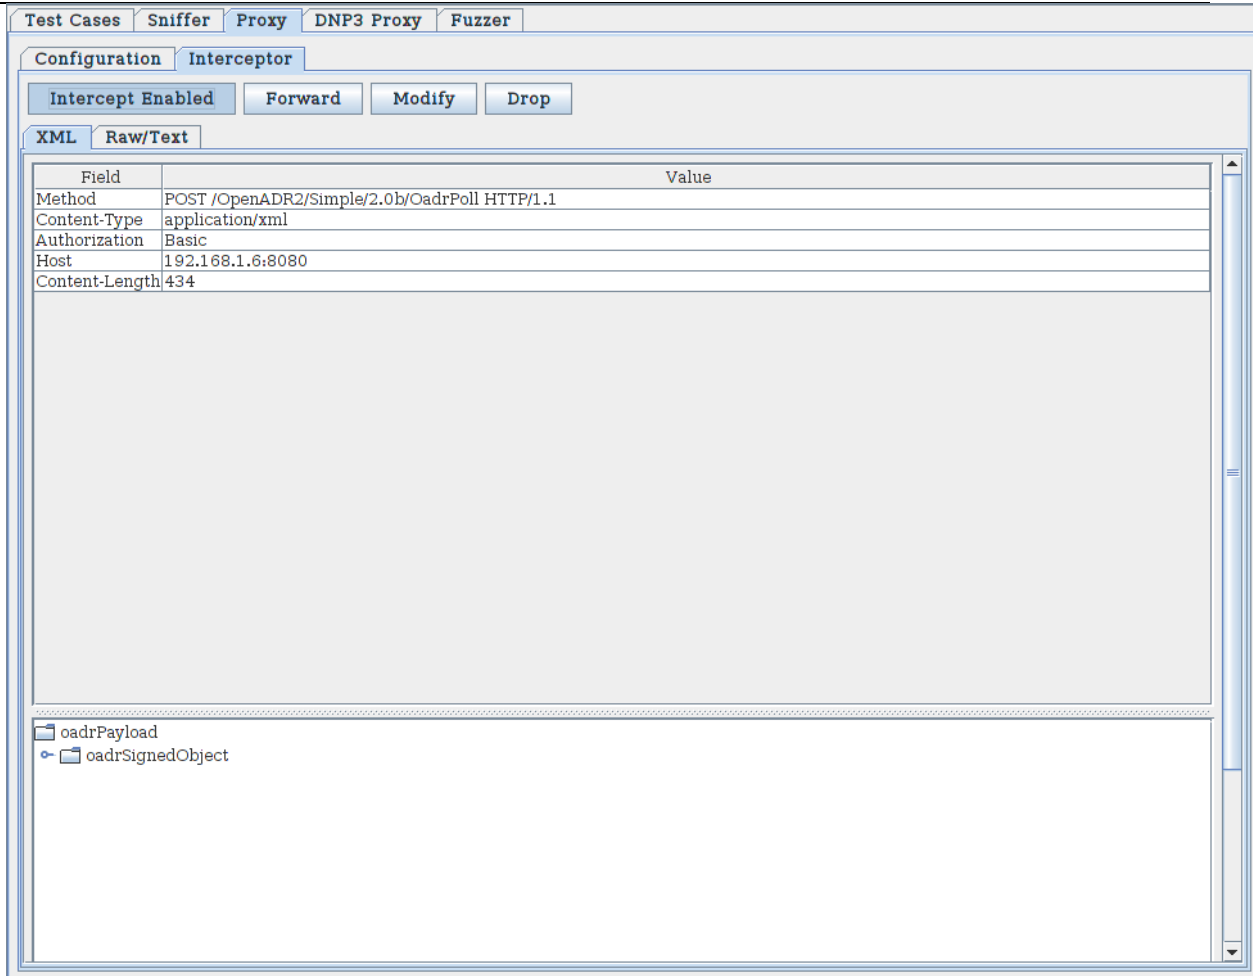 Test Cases Sniffer Proxy DNP3 Proxy Fuzzer
Configuration Interceptor
Intercept Enabled Forward Modify Drop
XML Raw/Text
Field Value
Method POST /OpenADR2/Simple/2.0b/OadrPoll HTTP/1.1
Content-Type application/xml
Authorization Basic
Host 192.168.1.6:8080
Content-Length 434
oadrPayload
oadrSignedObject